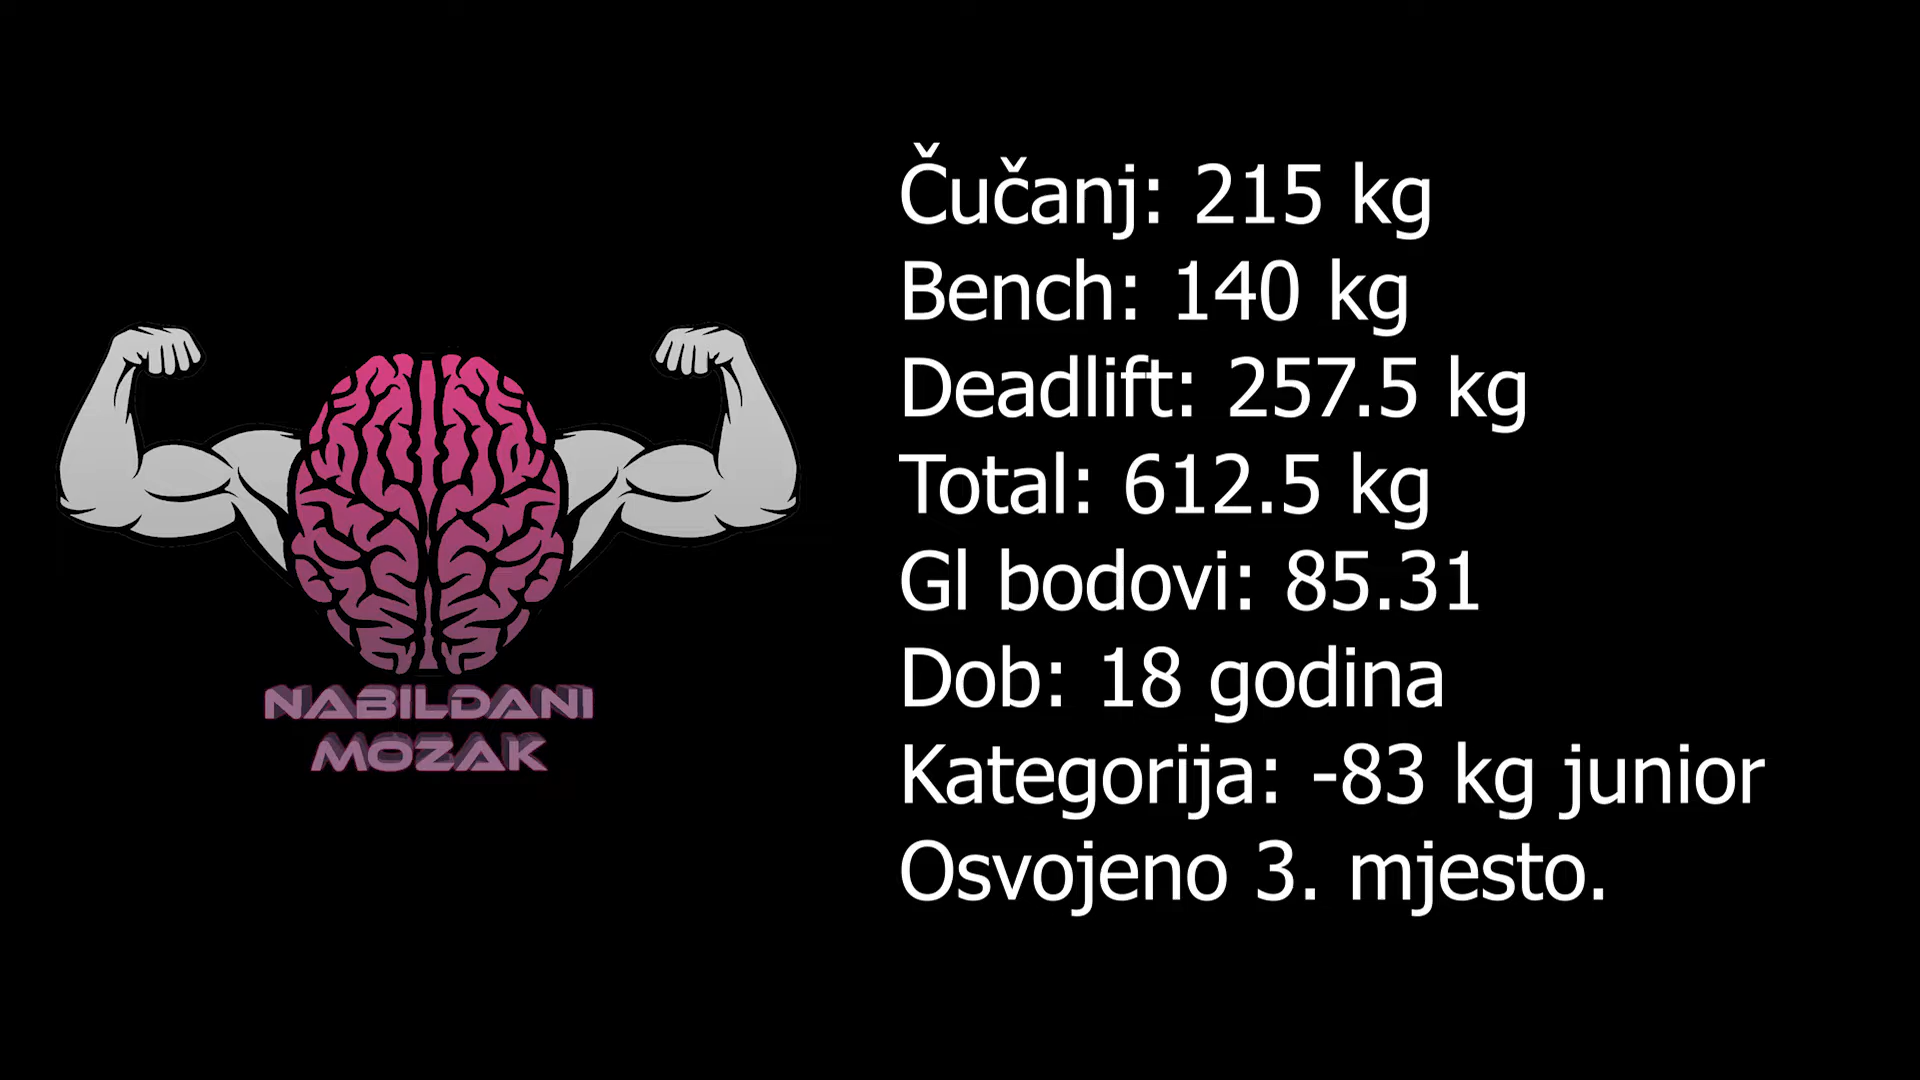 NABILDANI
MOZAK
Čučanj: 215 kg
Bench: 140 kg
Deadlift: 257.5 kg
Total: 612.5 kg
Gl bodovi: 85.31
Dob: 18 godina
Kategorija: -83 kg junior
Osvojeno 3. mjesto.